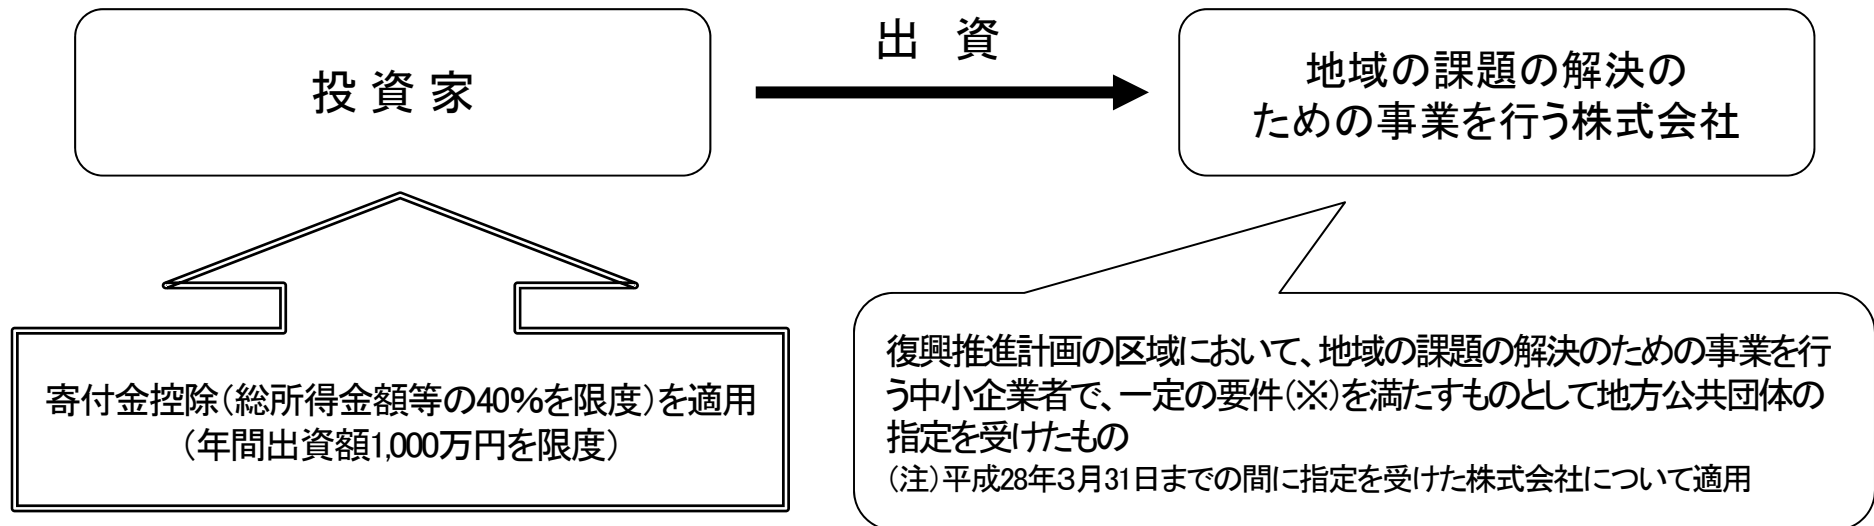 投資家
出資
地域の課題の解決の
ための事業を行う株式会社
寄付金控除(総所得金額等の40%を限度)を適用
(年間出資額1,000万円を限度)
復興推進計画の区域において、地域の課題の解決のための事業を行
う中小企業者で、一定の要件(※)を満たすものとして地方公共団体の
指定を受けたもの
(注)平成28年3月31日までの間に指定を受けた株式会社について適用